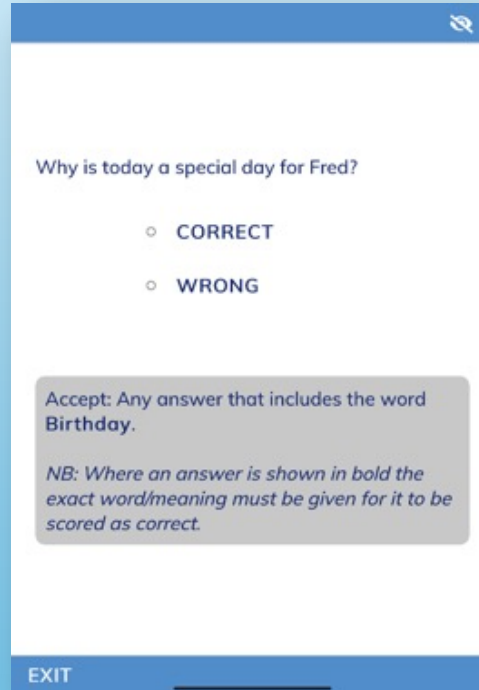 Why is today a special day for Fred?
CORRECT
WRONG
Accept: Any answer that includes the word
Birthday.
NB: Where an answer is shown in bold the
exact word/meaning must be given for it to be
scored as correct.
EXIT